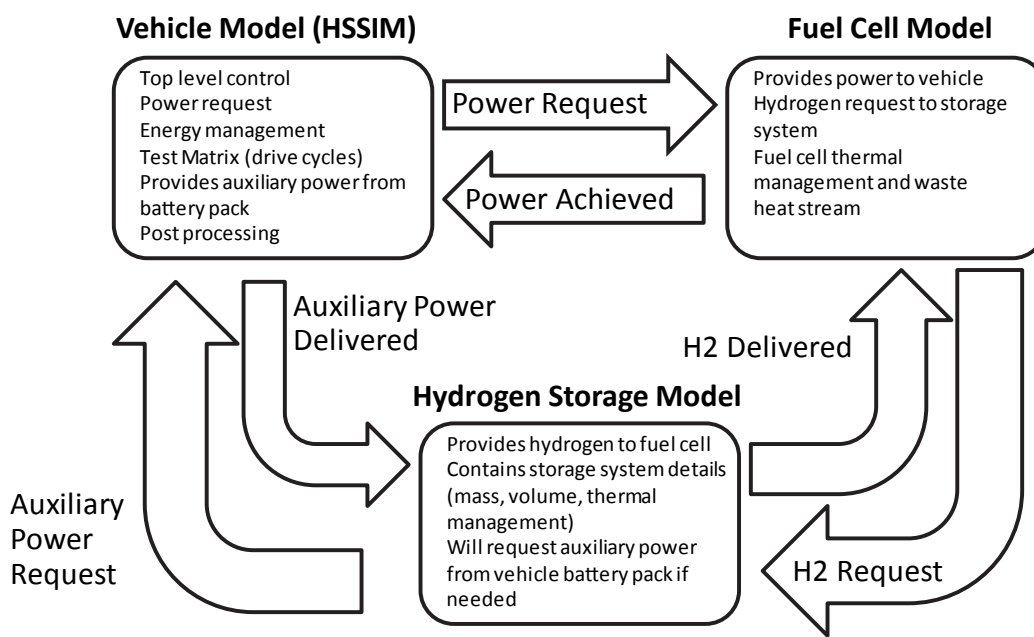 Vehicle Model (HSSIM)
Top level control
Power request
Energy management
Test Matrix (drive cycles)
Provides auxiliary power from
battery pack
Post processing
Power Request
Power Achieved
Fuel Cell Model
Provides power to vehicle
Hydrogen request to storage
system
Fuel cell thermal
management and waste
heat stream
Auxiliary Power
Delivered
H2 Delivered
Hydrogen Storage Model
Provides hydrogen to fuel cell
Contains storage system details
(mass, volume, thermal
management)
Will request auxiliary power
from vehicle battery pack if
needed
Auxiliary
Power
Request
H2 Request